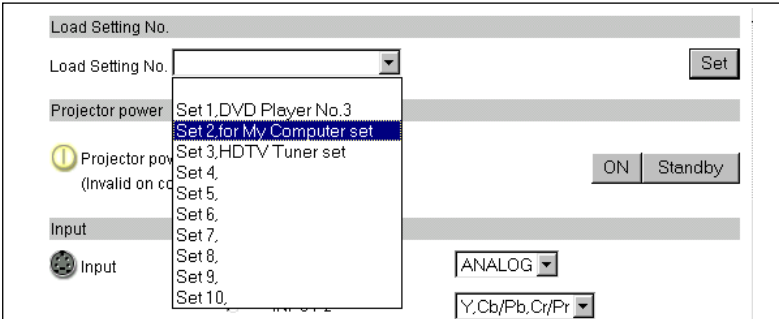 Load Setting No.
Load Setting No.
Set
Set 1,DVD Player No.3
Projector power
Set 2,for My Computer set
Set 3,HDTV Tuner set
Projector pow
ON Standby
Set 4,
(Invalid on co
Set 5,
Set 6,
Input
Set 7,
Set 8,
Input
ANALOG
Set 9,
Set 10,
Y,Cb/Pb,Cr/Pr